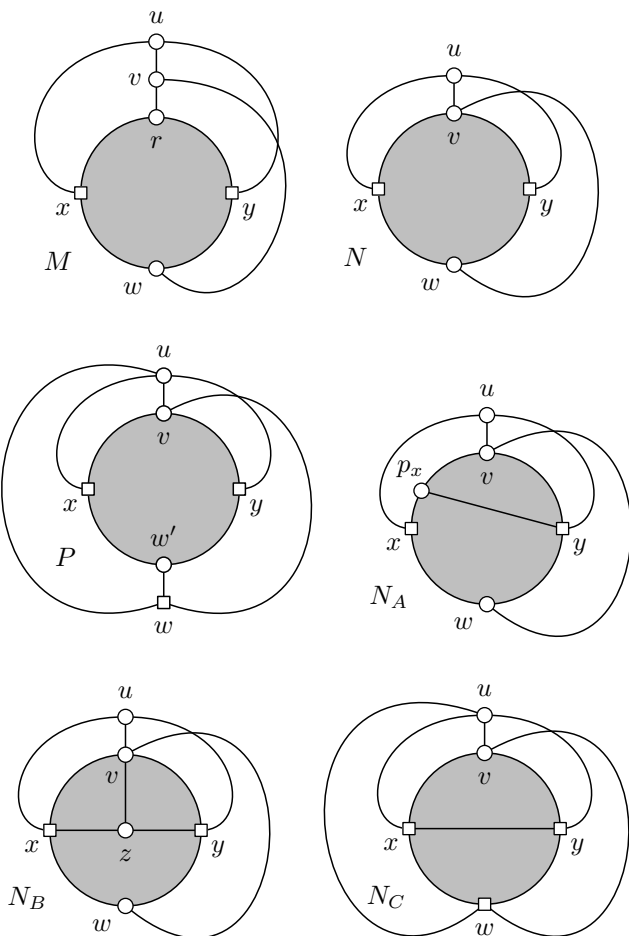 u u
v
r v
x y x y
w w
M N
u
v
u
x y
p_x
v
w'
P
x y
w
N_A
w
u u
v v
x y x y
z
N_B N_C
w w